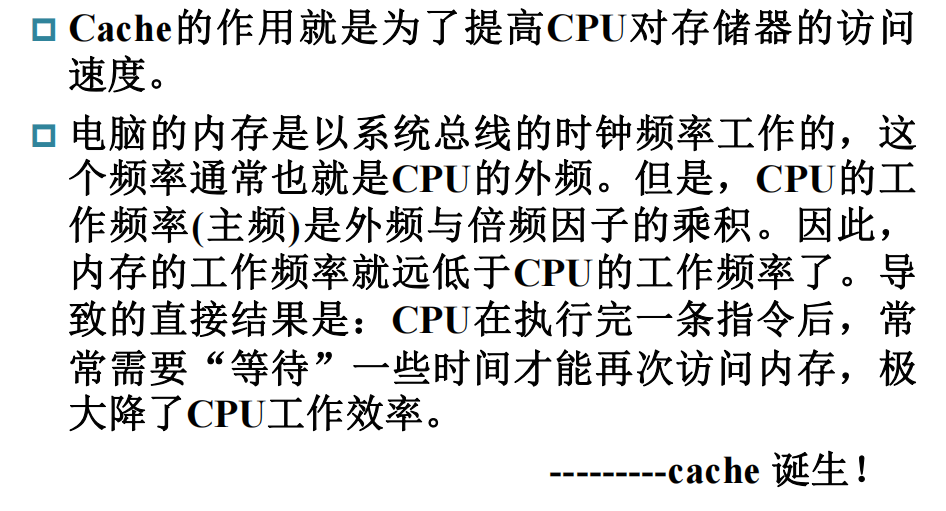 Cache的作用就是为了提高CPU对存储器的访问
速度。
电脑的内存是以系统总线的时钟频率工作的，这
个频率通常也就是CPU的外频。但是，CPU的工
作频率(主频)是外频与倍频因子的乘积。因此，
内存的工作频率就远低于CPU的工作频率了。导
致的直接结果是：CPU在执行完一条指令后，常
常需要“等待”一些时间才能再次访问内存，极
大降了CPU工作效率。
---------cache 诞生！